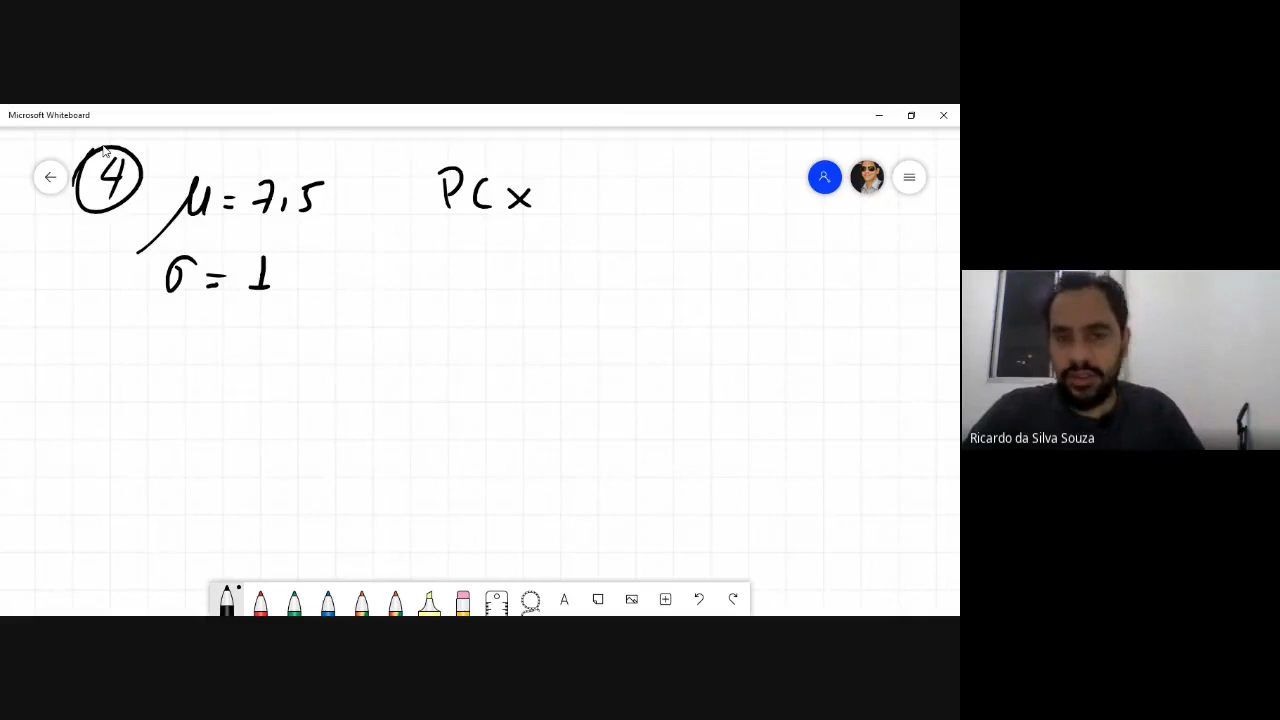 Microsoft Whiteboard
④ μ = 7,5 P( x
σ = 1
Ricardo da Silva Souza
A